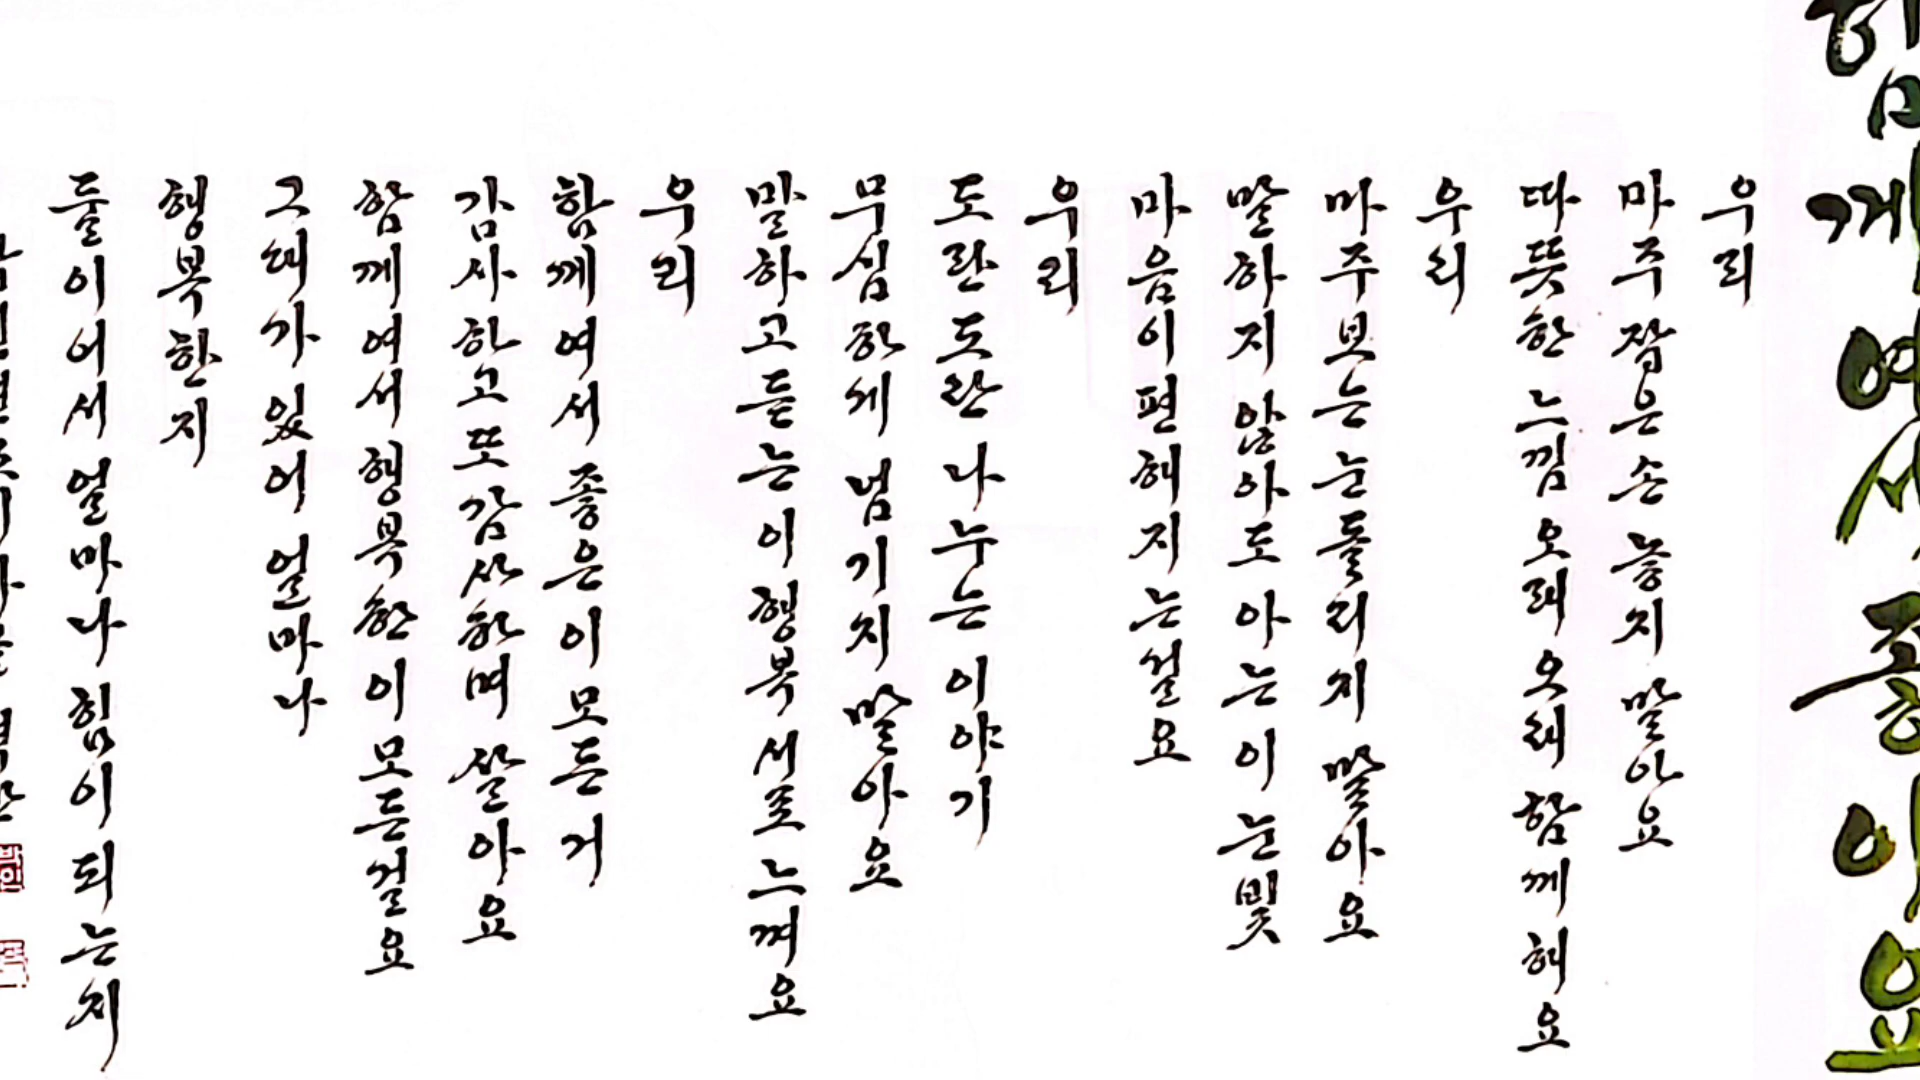 함께여서 좋아요
우리
마주 잡은 손 놓지 말아요
따뜻한 느낌 오래 오래 함께 해요
우리
마주 보는 눈 돌리지 말아요
말하지 않아도 아는 이 눈빛
마음이 편해지는 걸요
우리
도란도란 나누는 이야기
무심하게 넘기지 말아요
말하고 듣는 이 행복 서로 느껴요
우리
함께여서 좋은 이 모든 거
감사하고 또 감사하며 살아요
함께여서 행복한 이 모든 걸요
그대가 있어 얼마나
행복한지
둘이어서 얼마나 힘이 되는지